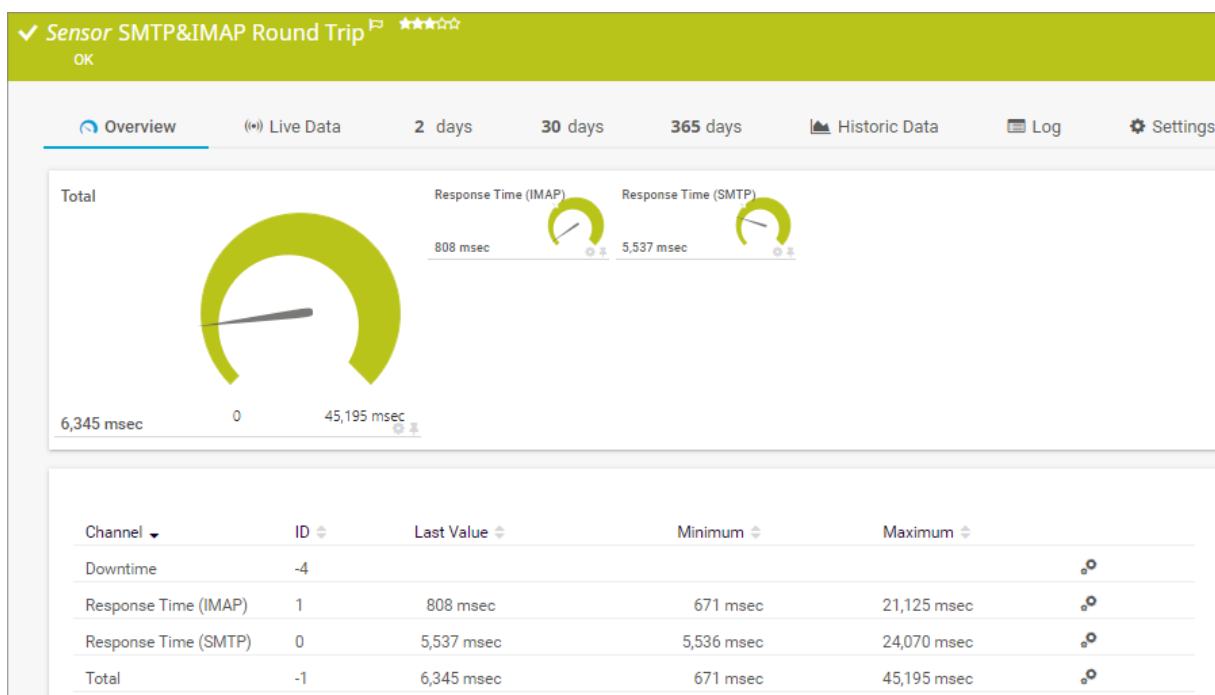 Sensor SMTP&IMAP Round Trip
OK
Overview Live Data 2 days 30 days 365 days Historic Data Log Settings
Total
Response Time (IMAP) Response Time (SMTP)
808 msec 5,537 msec
0 45,195 msec
6,345 msec
Channel ID Last Value Minimum Maximum
Downtime -4
Response Time (IMAP) 1 808 msec 671 msec 21,125 msec
Response Time (SMTP) 0 5,537 msec 5,536 msec 24,070 msec
Total -1 6,345 msec 671 msec 45,195 msec